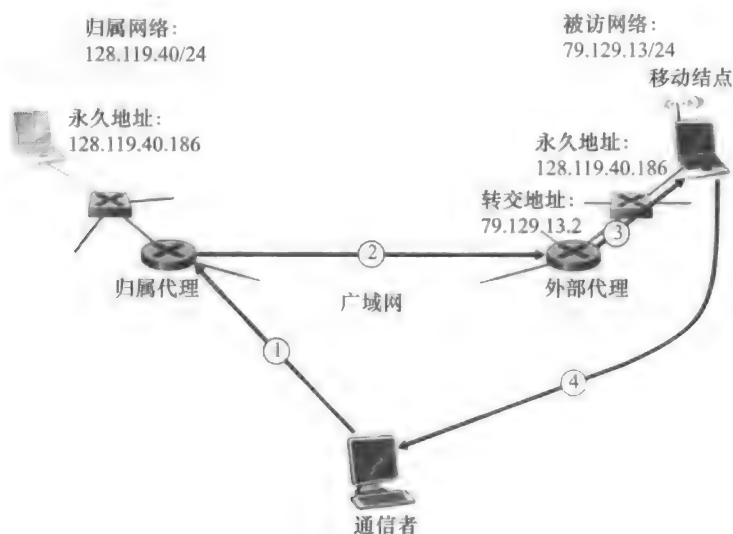 归属网络:
128.119.40/24
被访网络:
79.129.13/24
移动结点
永久地址:
128.119.40.186
永久地址:
128.119.40.186
转交地址:
79.129.13.2
②
③
归属代理
广域网
外部代理
①
④
通信者